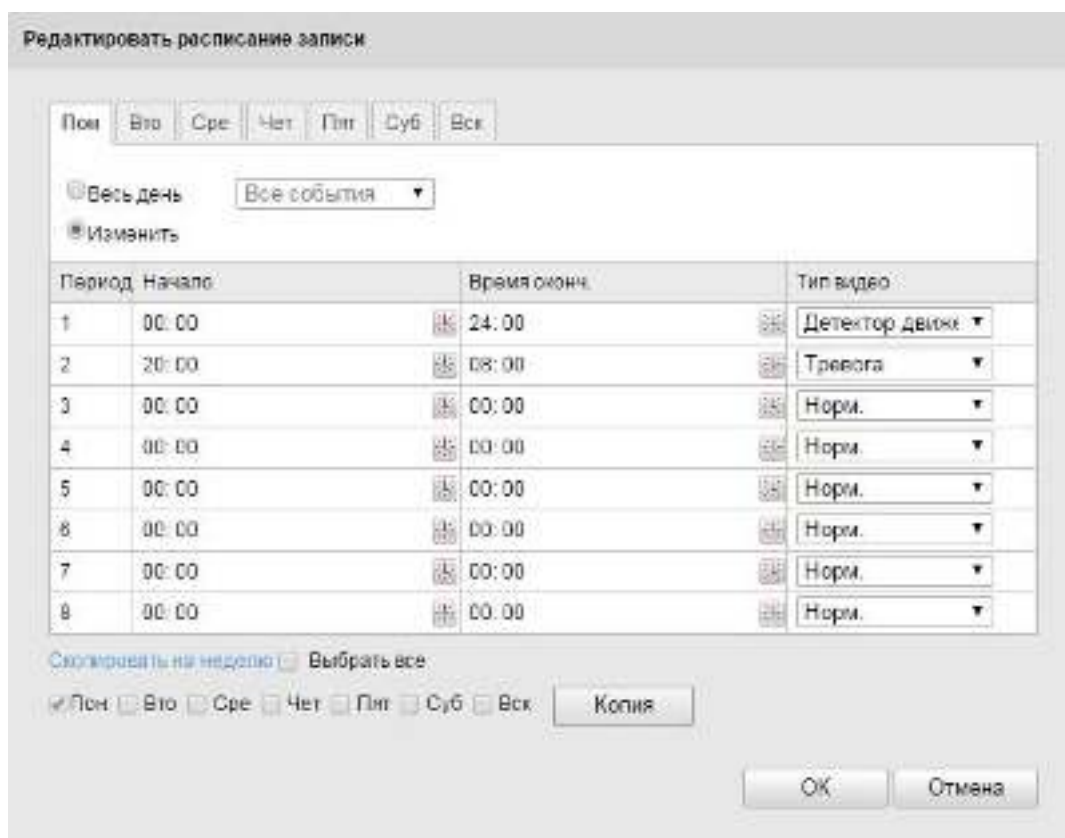 Редактировать расписание записи
Пон Вто Сре Чет Пят Суб Вск
Весь день Все события
Изменить
Период Начало Время оконч. Тип видео
1 00:00 24:00 Детектор движе
2 20:00 08:00 Тревога
3 00:00 00:00 Норм.
4 00:00 00:00 Норм.
5 00:00 00:00 Норм.
6 00:00 00:00 Норм.
7 00:00 00:00 Норм.
8 00:00 00:00 Норм.
Скопировать на неделю Выбрать все
Пон Вто Сре Чет Пят Суб Вск Копия
ОК Отмена